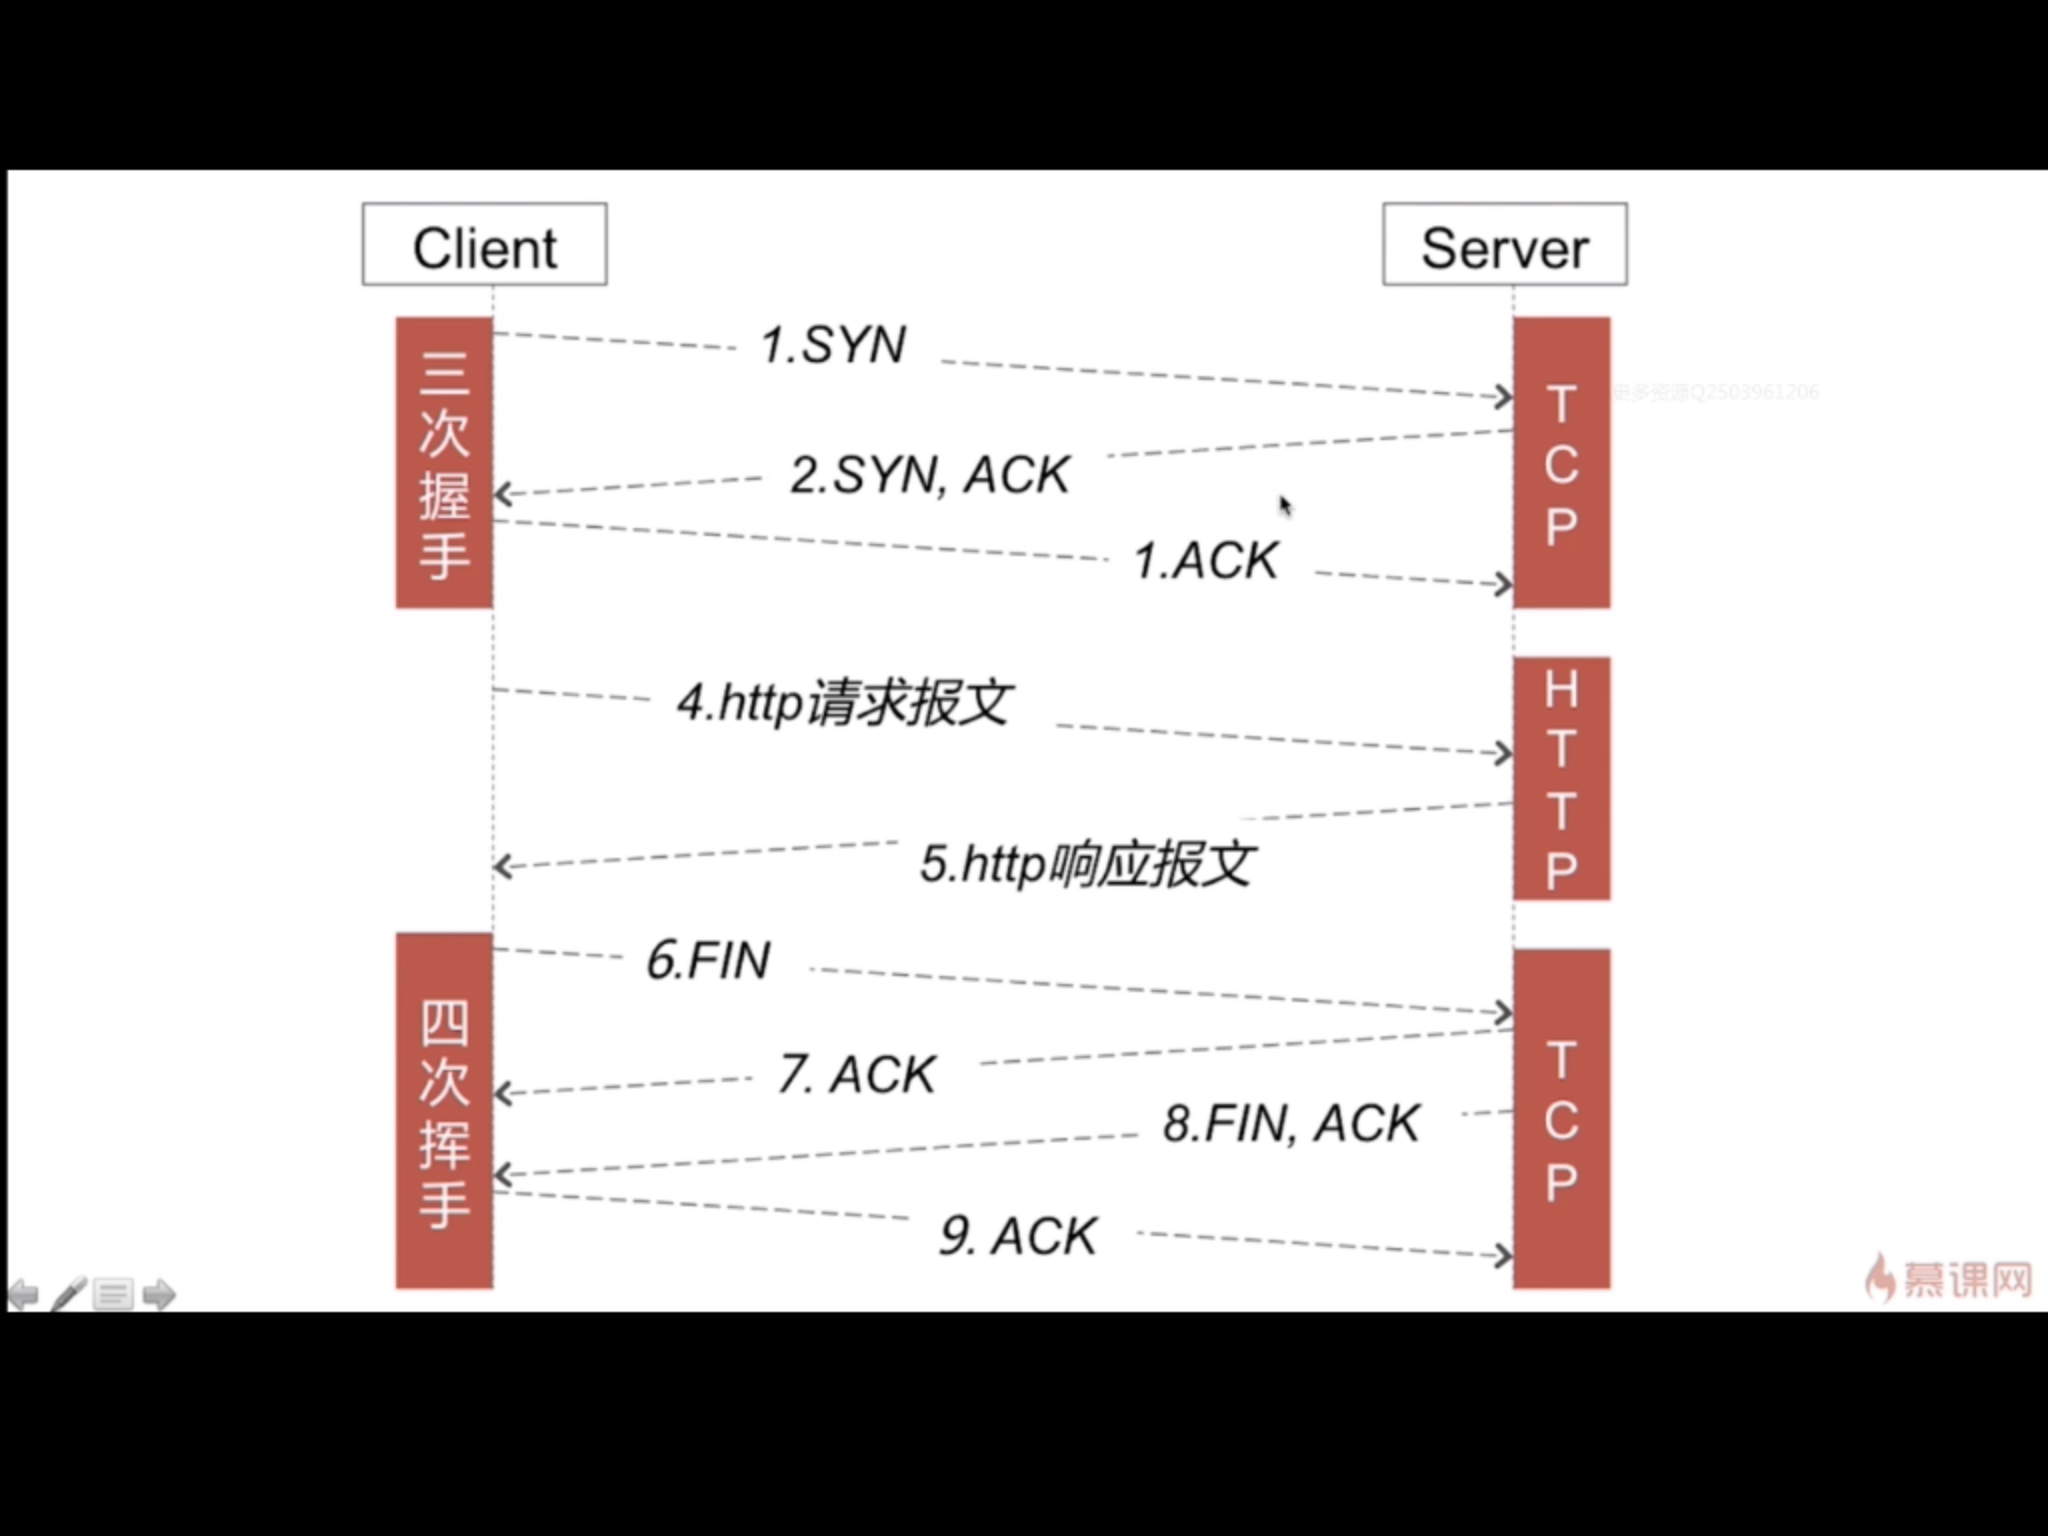 Client
Server
三次握手
TCP
1.SYN
更多资源Q2503961206
2.SYN, ACK
1.ACK
4.http请求报文
HTTP
5.http响应报文
四次挥手
TCP
6.FIN
7. ACK
8.FIN, ACK
9. ACK
慕课网